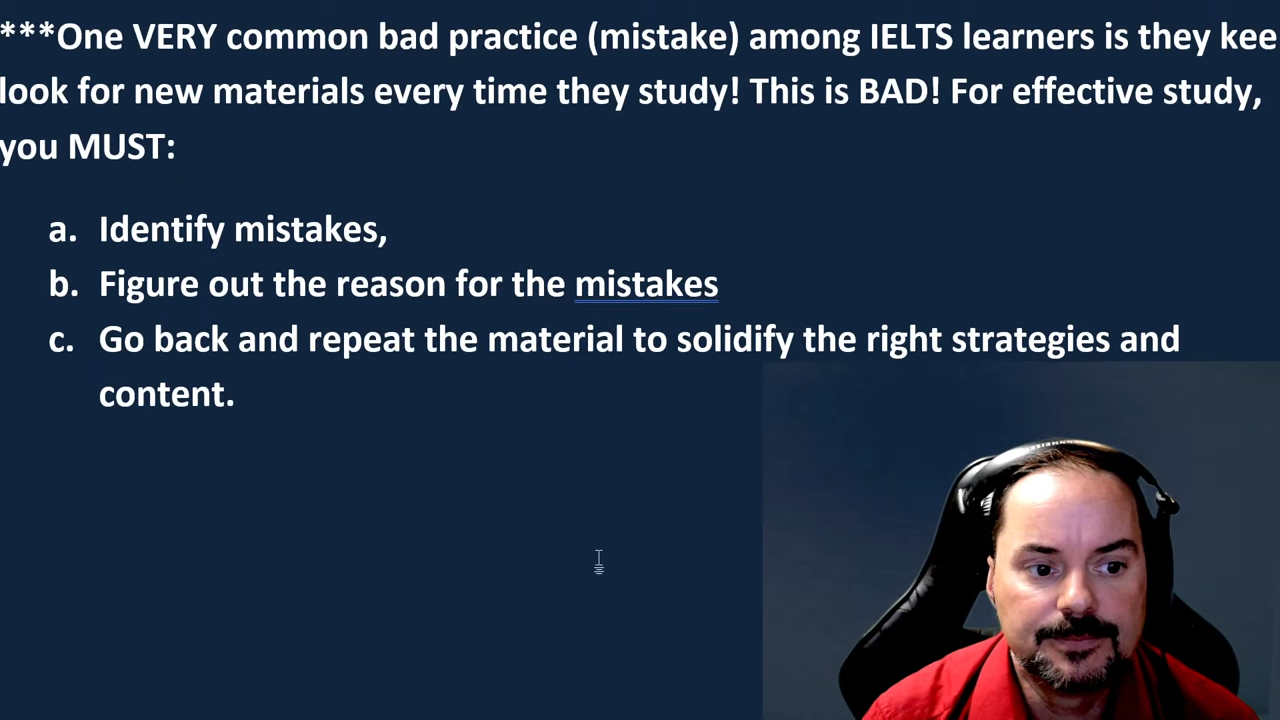 ***One VERY common bad practice (mistake) among IELTS learners is they kee
look for new materials every time they study! This is BAD! For effective study,
you MUST:
a. Identify mistakes,
b. Figure out the reason for the mistakes
c. Go back and repeat the material to solidify the right strategies and
content.